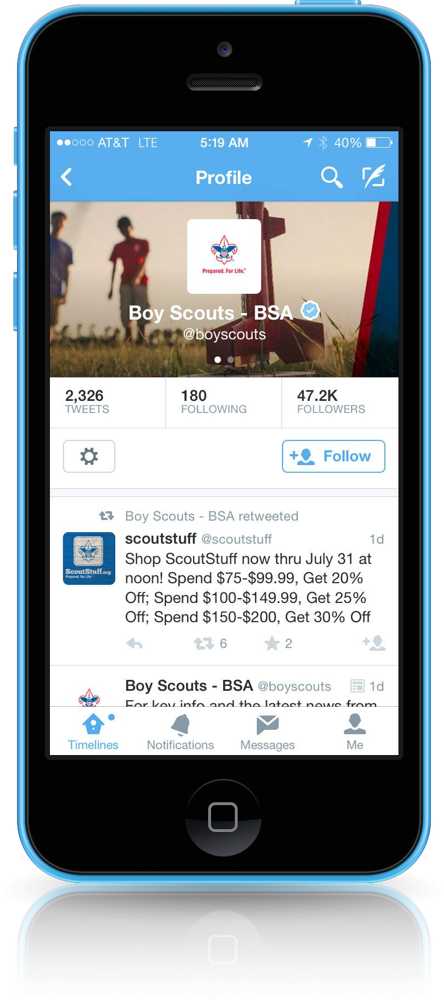 AT&T LTE 5:19 AM 40%
Profile
Prepared. For Life.™
Boy Scouts - BSA
@boyscouts
2,326 180 47.2K
TWEETS FOLLOWING FOLLOWERS
Follow
Boy Scouts - BSA retweeted
scoutstuff @scoutstuff 1d
ScoutStuff.org
Prepared. For Life.™
Shop ScoutStuff now thru July 31 at
noon! Spend $75-$99.99, Get 20%
Off; Spend $100-$149.99, Get 25%
Off; Spend $150-$200, Get 30% Off
6 2
Boy Scouts - BSA @boyscouts 1d
For key info and the latest news from
Timelines Notifications Messages Me